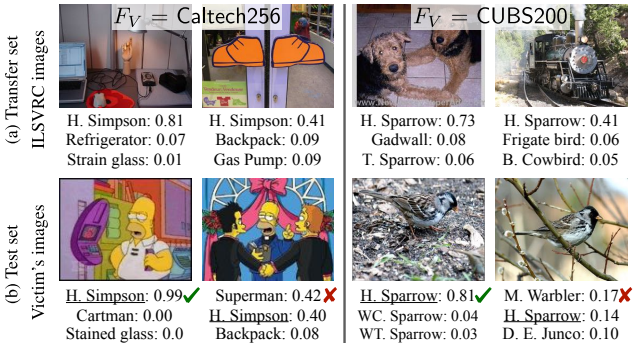 F_V = Caltech256
F_V = CUBS200
(a) Transfer set
ILSVRC images
H. Simpson: 0.81
Refrigerator: 0.07
Strain glass: 0.01
H. Simpson: 0.41
Backpack: 0.09
Gas Pump: 0.09
H. Sparrow: 0.73
Gadwall: 0.08
T. Sparrow: 0.06
H. Sparrow: 0.41
Frigate bird: 0.06
B. Cowbird: 0.05
(b) Test set
Victim's images
H. Simpson: 0.99 ✓
Cartman: 0.00
Stained glass: 0.0
Superman: 0.42 ✗
H. Simpson: 0.40
Backpack: 0.08
H. Sparrow: 0.81 ✓
WC. Sparrow: 0.04
WT. Sparrow: 0.03
M. Warbler: 0.17 ✗
H. Sparrow: 0.14
D. E. Junco: 0.10